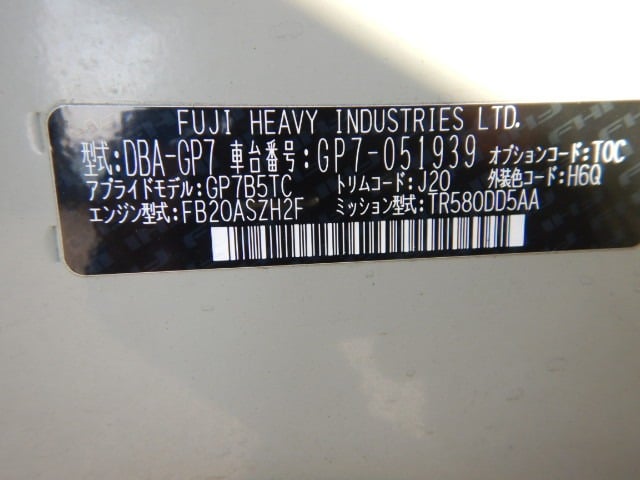 FUJI HEAVY INDUSTRIES LTD.
型式:DBA-GP7 車台番号:GP7-051939 オプションコード:TOC
アプライドモデル:GP7B5TC トリムコード:J20 外装色コード:H6Q
エンジン型式:FB20ASZH2F ミッション型式:TR580DD5AA